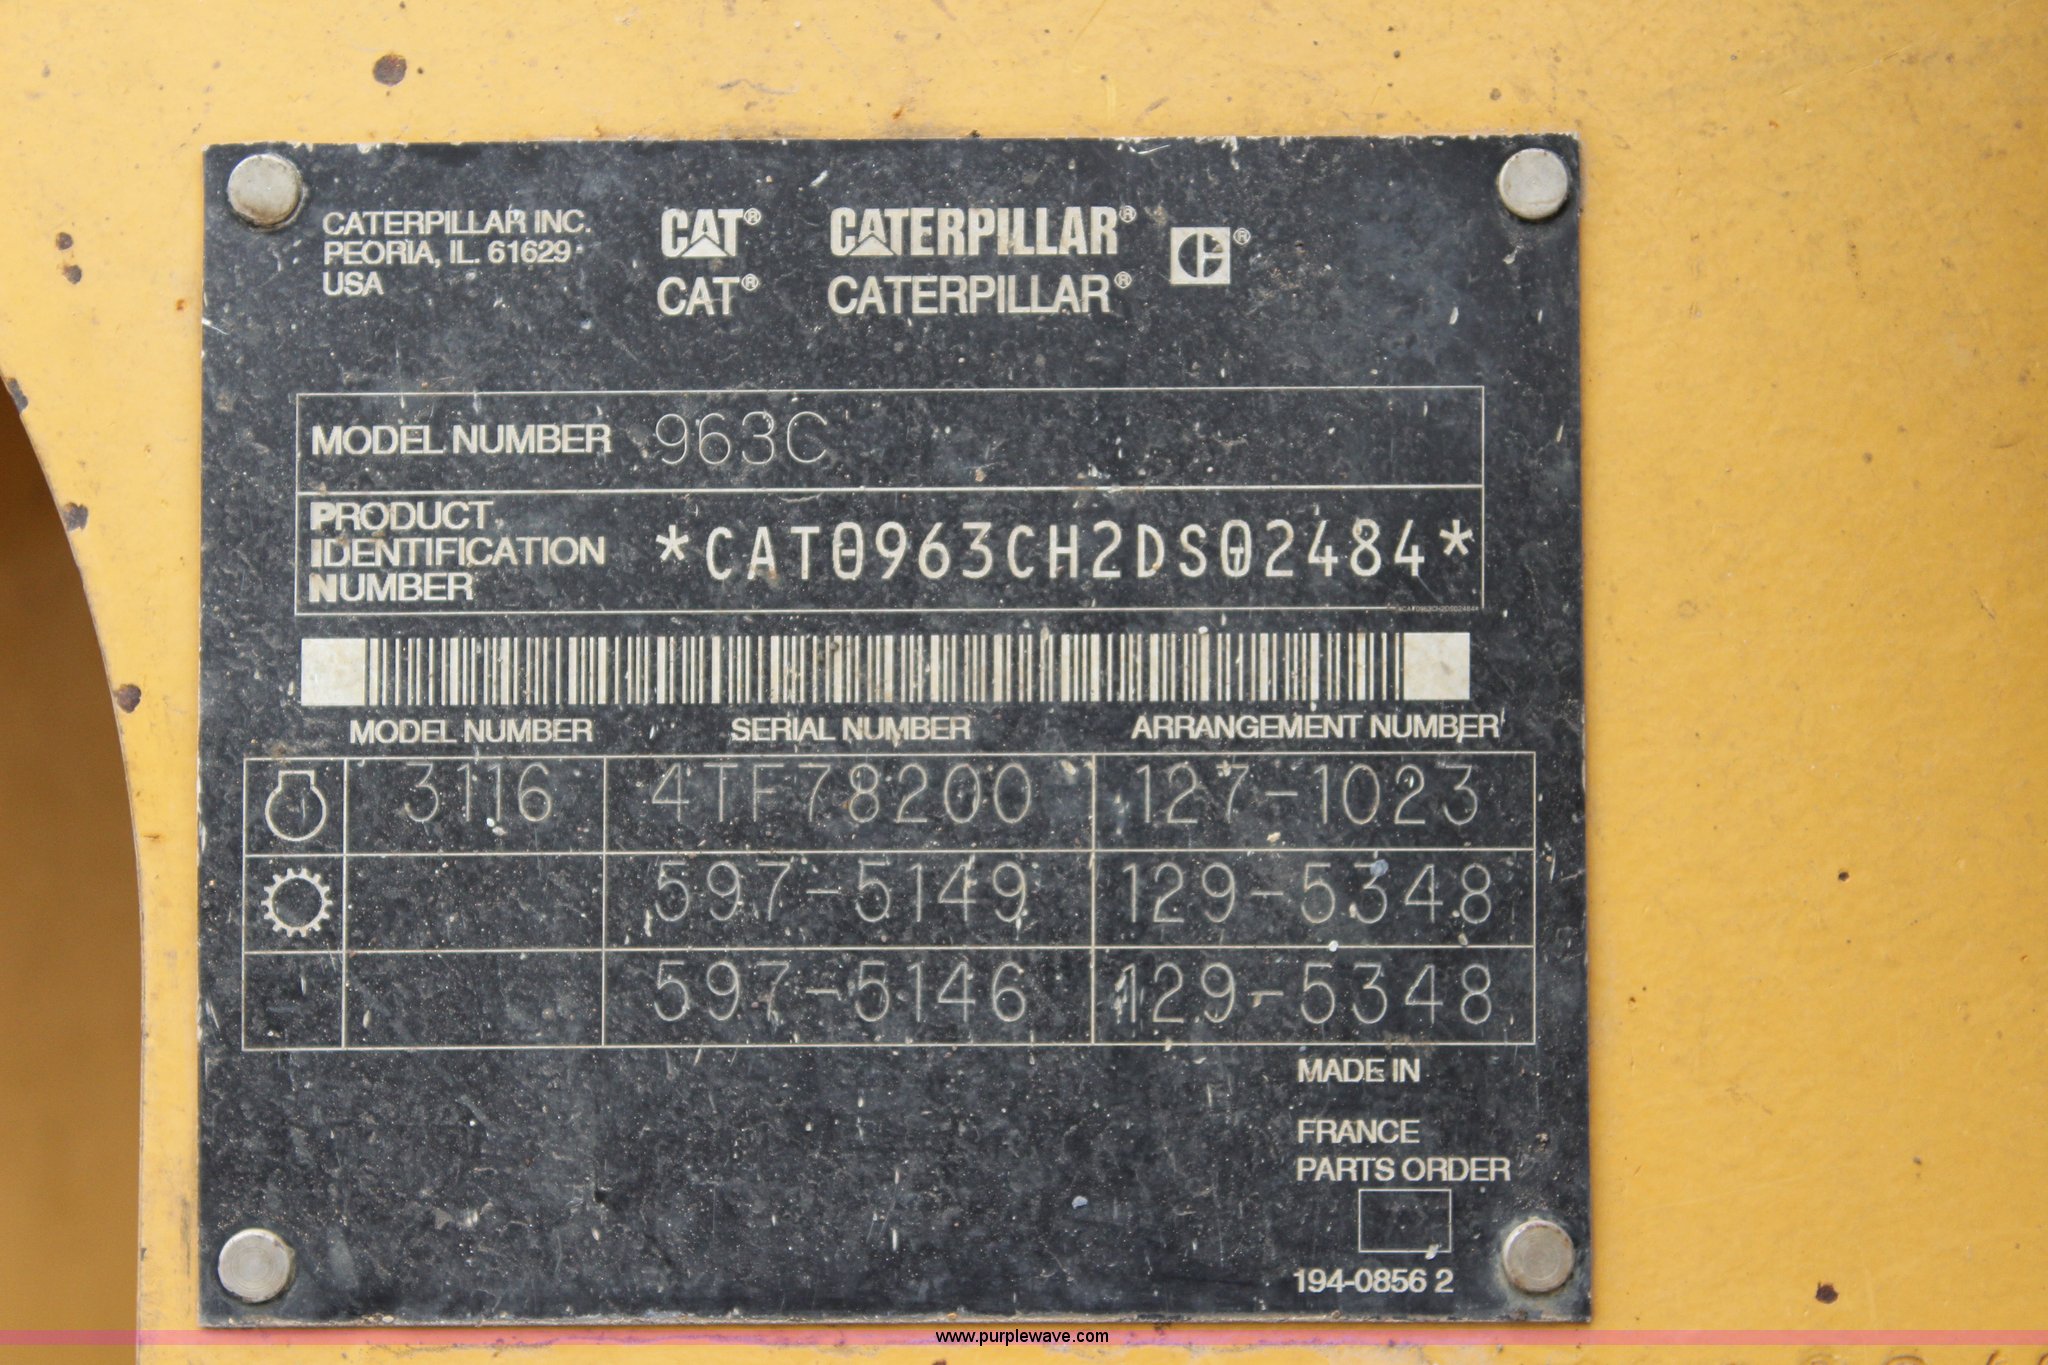 CATERPILLAR INC.
PEORIA, IL. 61629
USA
CAT® CATERPILLAR® C®
CAT® CATERPILLAR®
MODEL NUMBER 963C
PRODUCT
IDENTIFICATION
NUMBER
*CAT0963CH2DS02484*
*CAT0963CH2DS02484*
MODEL NUMBER SERIAL NUMBER ARRANGEMENT NUMBER
3116 4TF78200 127-1023
597-5149 129-5348
597-5146 129-5348
MADE IN
FRANCE
PARTS ORDER
194-0856 2
www.purplewave.com